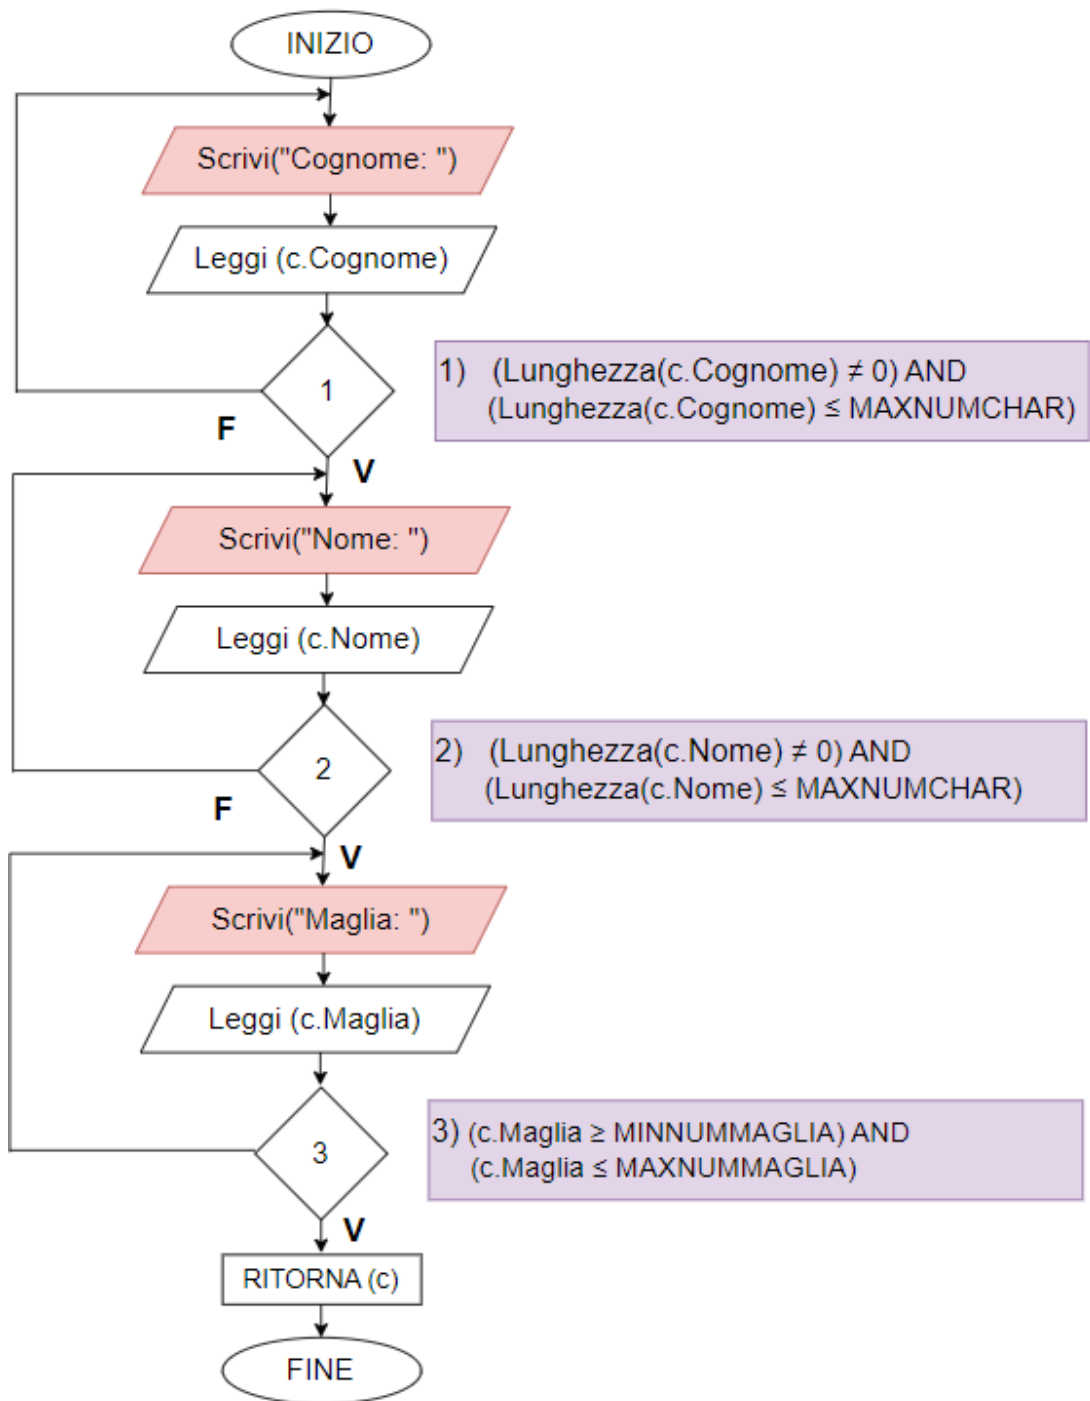 INIZIO
Scrivi("Cognome: ")
Leggi (c.Cognome)
1
1) (Lunghezza(c.Cognome) ≠ 0) AND
(Lunghezza(c.Cognome) ≤ MAXNUMCHAR)
F
V
Scrivi("Nome: ")
Leggi (c.Nome)
2
2) (Lunghezza(c.Nome) ≠ 0) AND
(Lunghezza(c.Nome) ≤ MAXNUMCHAR)
F
V
Scrivi("Maglia: ")
Leggi (c.Maglia)
3
3) (c.Maglia ≥ MINNUMMAGLIA) AND
(c.Maglia ≤ MAXNUMMAGLIA)
V
RITORNA (c)
FINE